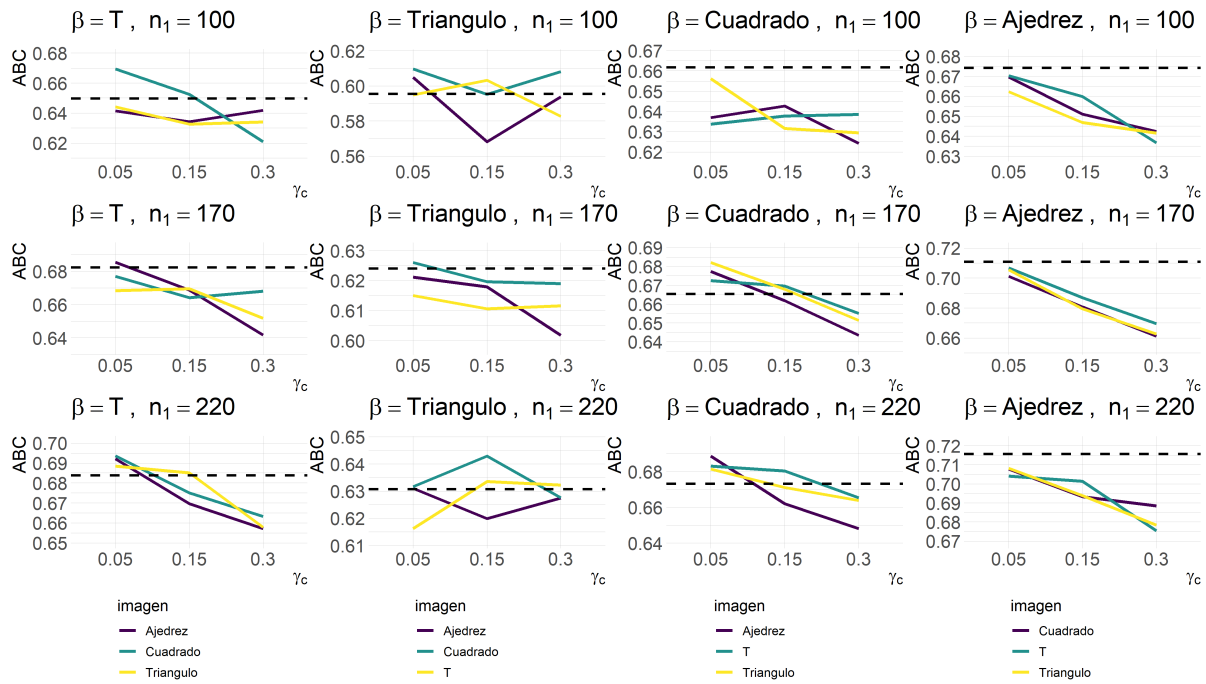 β = T , n1 = 100
ABC
0.68
0.66
0.64
0.62
0.05 0.15 0.3
γc
β = Triangulo , n1 = 100
ABC
0.62
0.60
0.58
0.56
0.05 0.15 0.3
γc
β = Cuadrado , n1 = 100
ABC
0.67
0.66
0.65
0.64
0.63
0.62
0.05 0.15 0.3
γc
β = Ajedrez , n1 = 100
ABC
0.68
0.67
0.66
0.65
0.64
0.63
0.05 0.15 0.3
γc
β = T , n1 = 170
ABC
0.68
0.66
0.64
0.05 0.15 0.3
γc
β = Triangulo , n1 = 170
ABC
0.63
0.62
0.61
0.60
0.05 0.15 0.3
γc
β = Cuadrado , n1 = 170
ABC
0.69
0.68
0.67
0.66
0.65
0.64
0.05 0.15 0.3
γc
β = Ajedrez , n1 = 170
ABC
0.72
0.70
0.68
0.66
0.05 0.15 0.3
γc
β = T , n1 = 220
ABC
0.70
0.69
0.68
0.67
0.66
0.65
0.05 0.15 0.3
γc
β = Triangulo , n1 = 220
ABC
0.65
0.64
0.63
0.62
0.61
0.05 0.15 0.3
γc
β = Cuadrado , n1 = 220
ABC
0.68
0.66
0.64
0.05 0.15 0.3
γc
β = Ajedrez , n1 = 220
ABC
0.72
0.71
0.70
0.69
0.68
0.67
0.05 0.15 0.3
γc
imagen
Ajedrez
Cuadrado
Triangulo
imagen
Ajedrez
Cuadrado
T
imagen
Ajedrez
T
Triangulo
imagen
Cuadrado
T
Triangulo